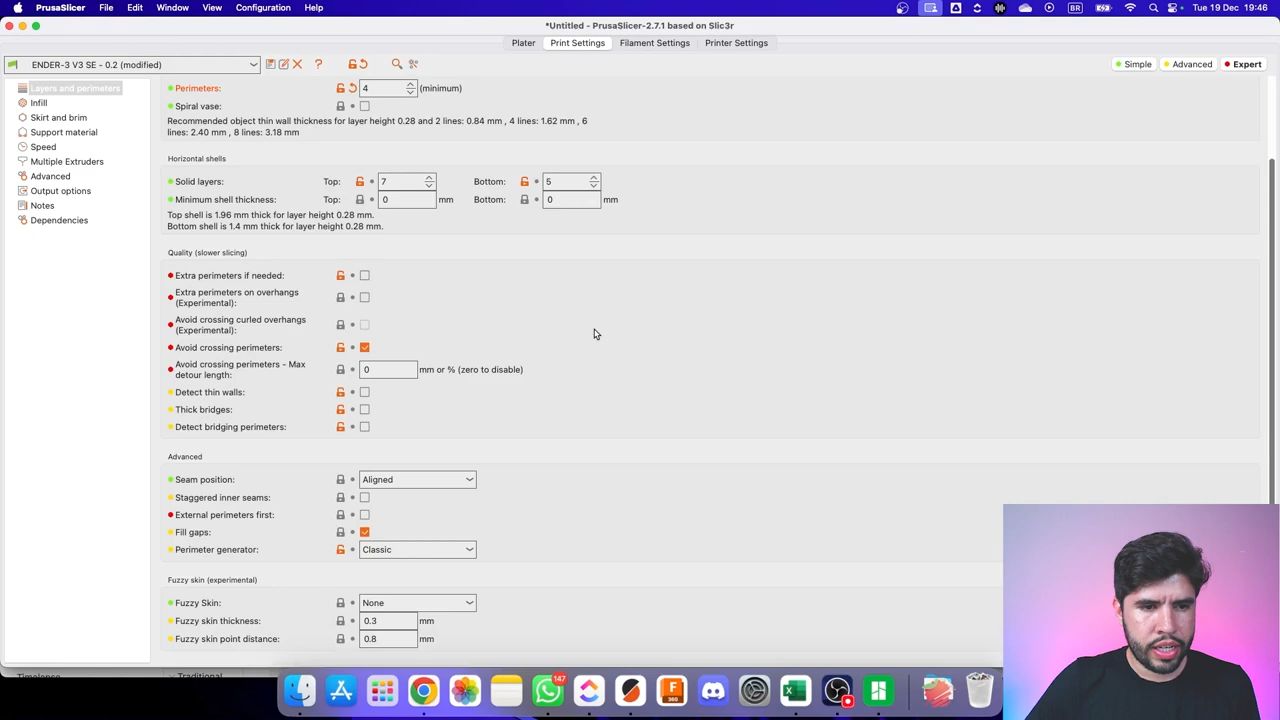 PrusaSlicer File Edit Window View Configuration Help BR Tue 19 Dec 19:46
*Untitled - PrusaSlicer-2.7.1 based on Slic3r
Plater Print Settings Filament Settings Printer Settings
ENDER-3 V3 SE - 0.2 (modified) ? Simple Advanced Expert
Layers and perimeters
Infill
Skirt and brim
Support material
Speed
Multiple Extruders
Advanced
Output options
Notes
Dependencies
Perimeters: 4 (minimum)
Spiral vase:
Recommended object thin wall thickness for layer height 0.28 and 2 lines: 0.84 mm , 4 lines: 1.62 mm , 6
lines: 2.40 mm , 8 lines: 3.18 mm
Horizontal shells
Solid layers: Top: 7 Bottom: 5
Minimum shell thickness: Top: 0 mm Bottom: 0 mm
Top shell is 1.96 mm thick for layer height 0.28 mm.
Bottom shell is 1.4 mm thick for layer height 0.28 mm.
Quality (slower slicing)
Extra perimeters if needed:
Extra perimeters on overhangs
(Experimental):
Avoid crossing curled overhangs
(Experimental):
Avoid crossing perimeters:
Avoid crossing perimeters - Max
detour length: 0 mm or % (zero to disable)
Detect thin walls:
Thick bridges:
Detect bridging perimeters:
Advanced
Seam position: Aligned
Staggered inner seams:
External perimeters first:
Fill gaps:
Perimeter generator: Classic
Fuzzy skin (experimental)
Fuzzy Skin: None
Fuzzy skin thickness: 0.3 mm
Fuzzy skin point distance: 0.8 mm
147
F
360